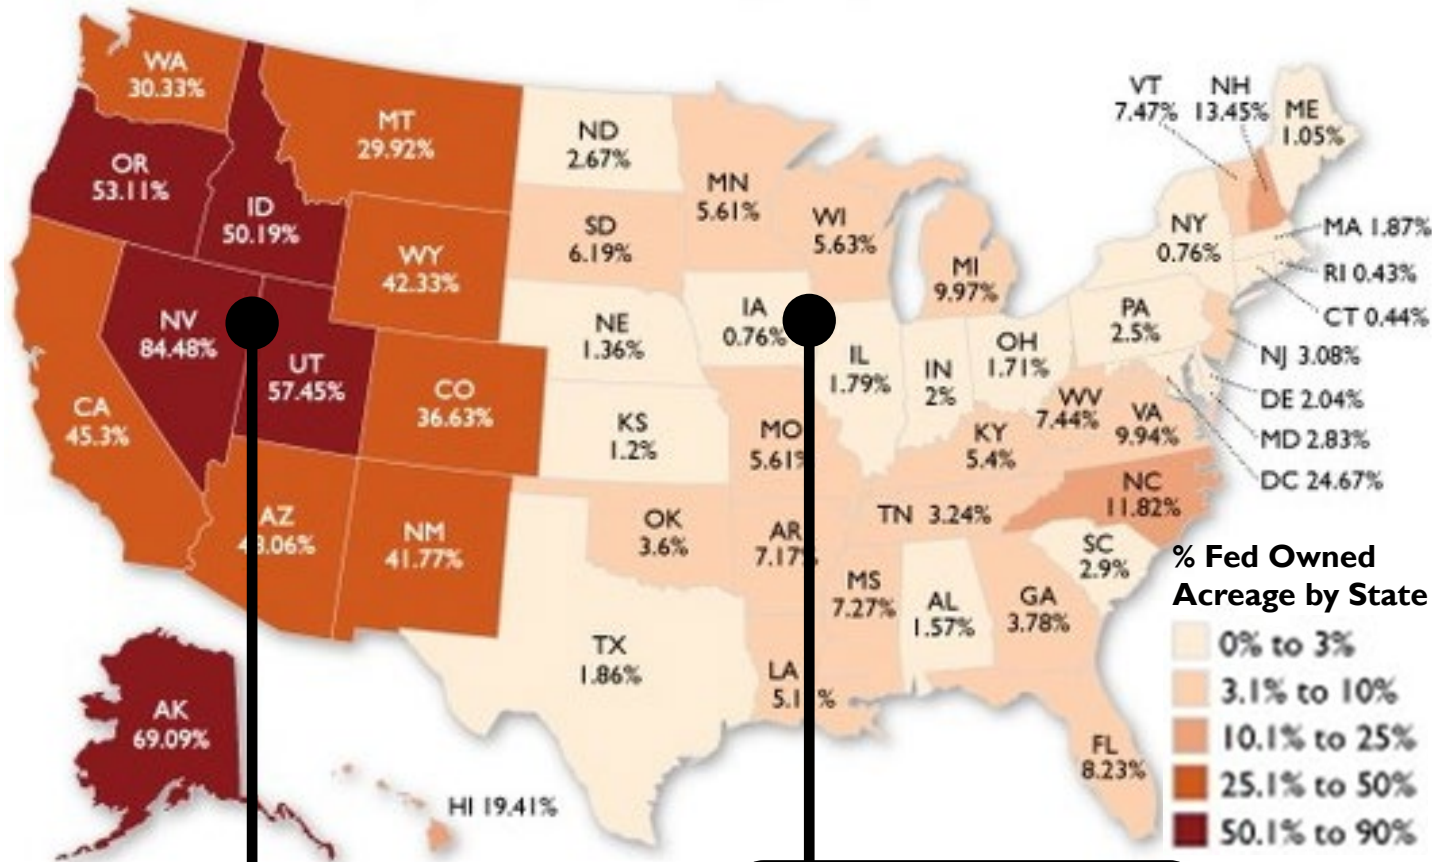 WA
30.33%
MT
29.92%
ND
2.67%
VT
7.47%
NH
13.45%
ME
1.05%
OR
53.11%
ID
50.19%
MN
5.61%
SD
6.19%
WI
5.63%
WY
42.33%
NY
0.76%
MA 1.87%
RI 0.43%
CT 0.44%
MI
9.97%
NV
84.48%
UT
57.45%
NE
1.36%
IA
0.76%
PA
2.5%
IL
1.79%
IN
2%
OH
1.71%
NJ 3.08%
DE 2.04%
MD 2.83%
DC 24.67%
CA
45.3%
CO
36.63%
KS
1.2%
MO
5.61%
KY
5.4%
WV
7.44%
VA
9.94%
NC
11.82%
TN 3.24%
AZ
NM
41.77%
OK
3.6%
AR
7.17%
SC
2.9%
MS
7.27%
AL
1.57%
GA
3.78%
TX
1.86%
LA
AK
69.09%
HI 19.41%
FL
8.23%
% Fed Owned
Acreage by State
0% to 3%
3.1% to 10%
10.1% to 25%
25.1% to 50%
50.1% to 90%